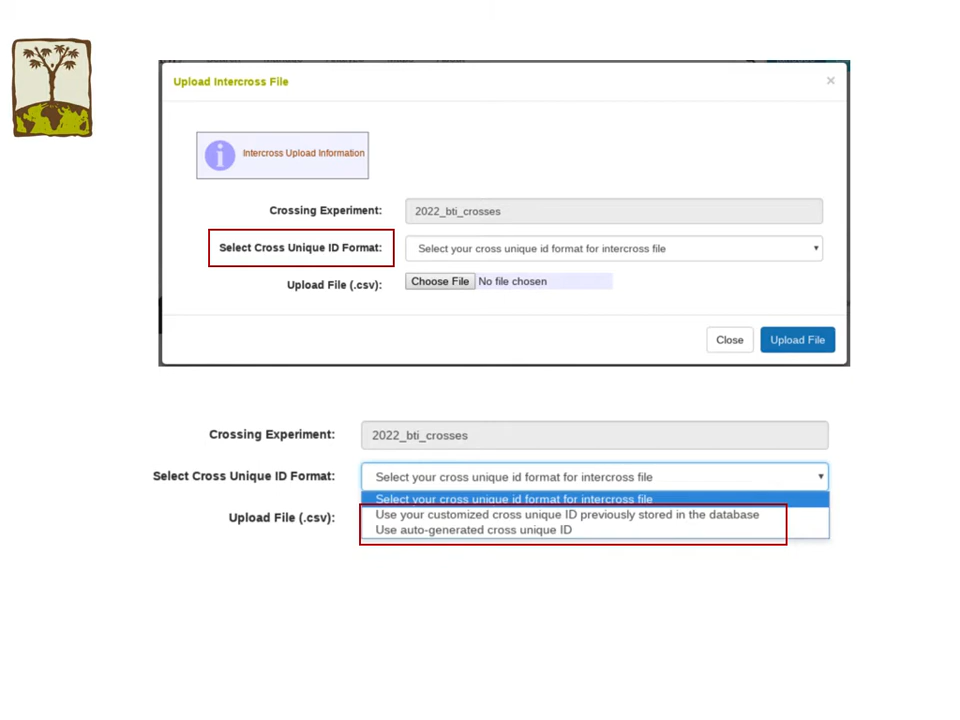 Upload Intercross File ×
Intercross Upload Information
Crossing Experiment: 2022_bti_crosses
Select Cross Unique ID Format: Select your cross unique id format for intercross file
Upload File (.csv): Choose File No file chosen
Close Upload File
Crossing Experiment: 2022_bti_crosses
Select Cross Unique ID Format: Select your cross unique id format for intercross file
Select your cross unique id format for intercross file
Upload File (.csv): Use your customized cross unique ID previously stored in the database
Use auto-generated cross unique ID